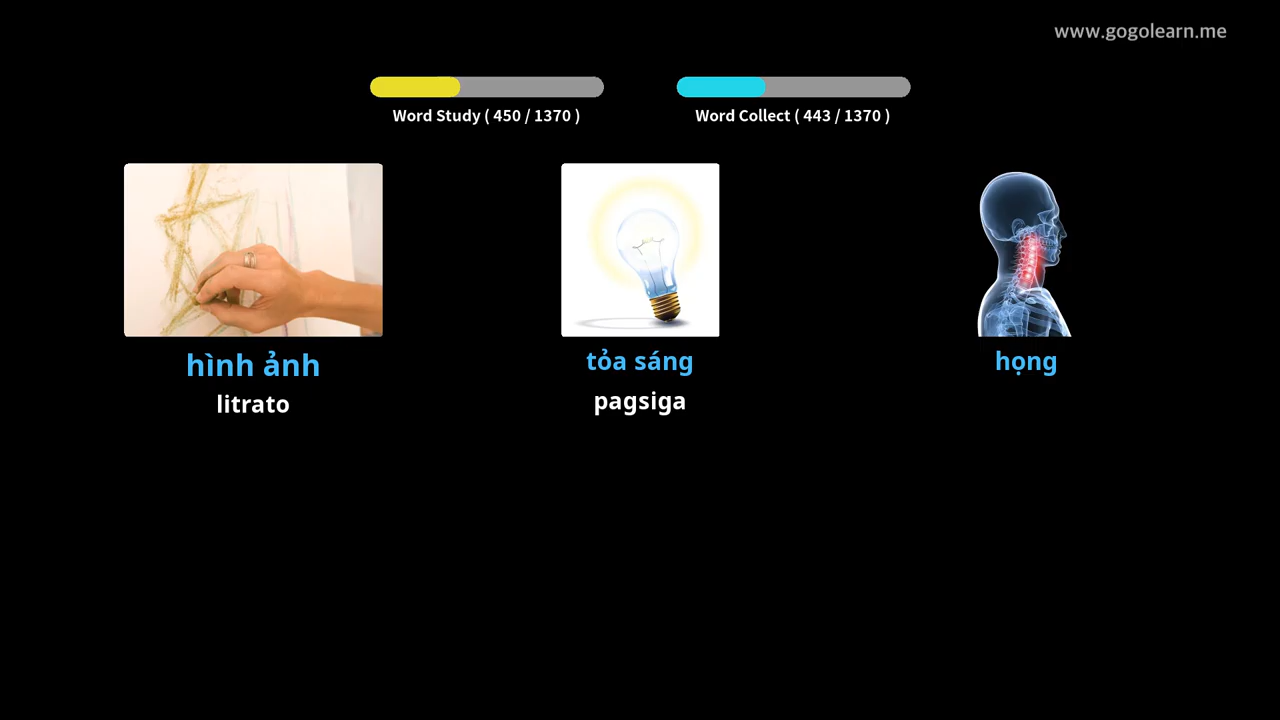 www.gogolearn.me
Word Study ( 450 / 1370 )
Word Collect ( 443 / 1370 )
hình ảnh
litrato
tỏa sáng
pagsiga
họng